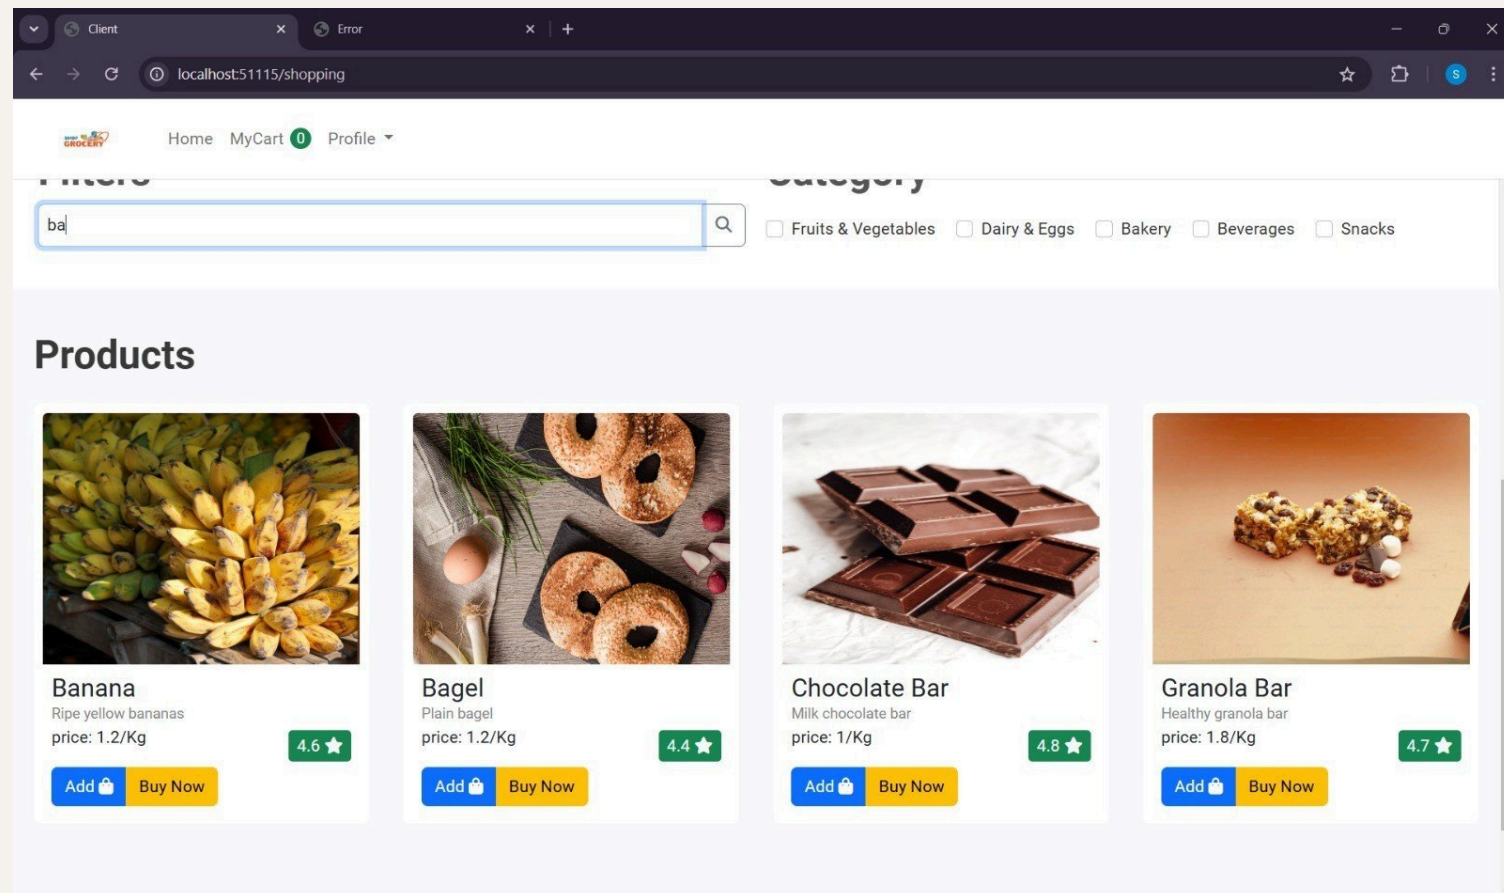 Client
Error
localhost:51115/shopping
S
GROCERY
Home MyCart 0 Profile
Filters
Category
ba
Fruits & Vegetables Dairy & Eggs Bakery Beverages Snacks
Products
Banana
Ripe yellow bananas
price: 1.2/Kg
4.6
Add Buy Now
Bagel
Plain bagel
price: 1.2/Kg
4.4
Add Buy Now
Chocolate Bar
Milk chocolate bar
price: 1/Kg
4.8
Add Buy Now
Granola Bar
Healthy granola bar
price: 1.8/Kg
4.7
Add Buy Now